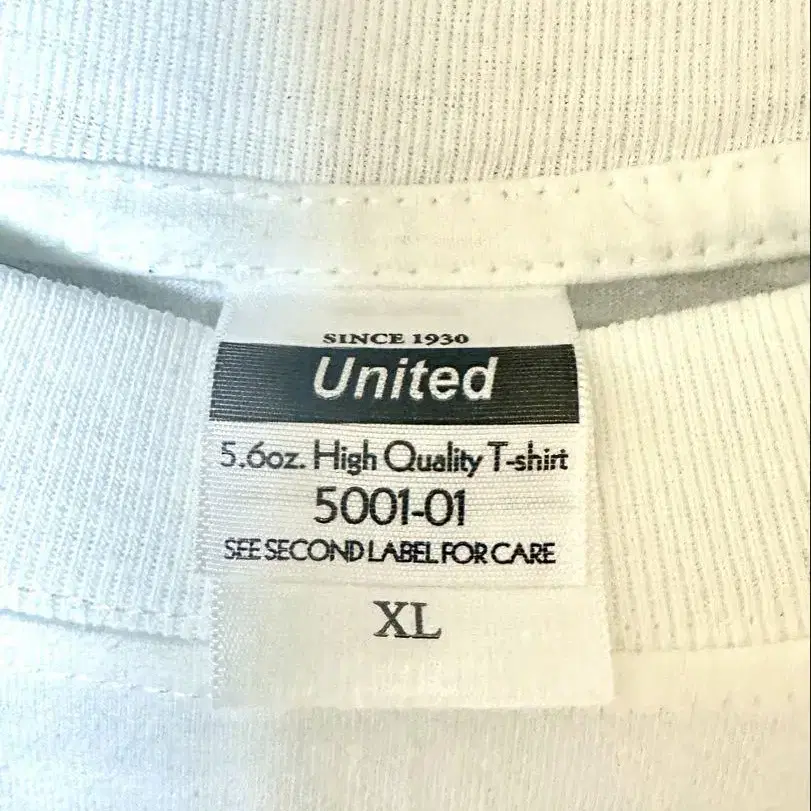 SINCE 1930
United
5.6oz. High Quality T-shirt
5001-01
SEE SECOND LABEL FOR CARE
XL